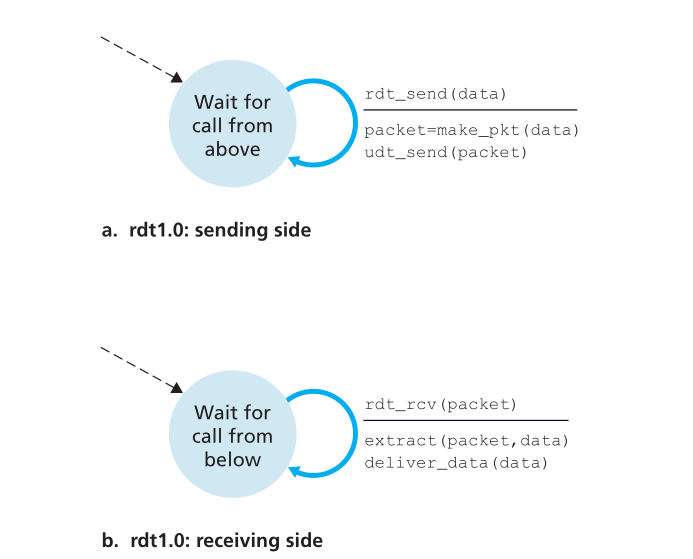 Wait for
call from
above
rdt_send(data)
packet=make_pkt(data)
udt_send(packet)
a. rdt1.0: sending side
Wait for
call from
below
rdt_rcv(packet)
extract(packet,data)
deliver_data(data)
b. rdt1.0: receiving side